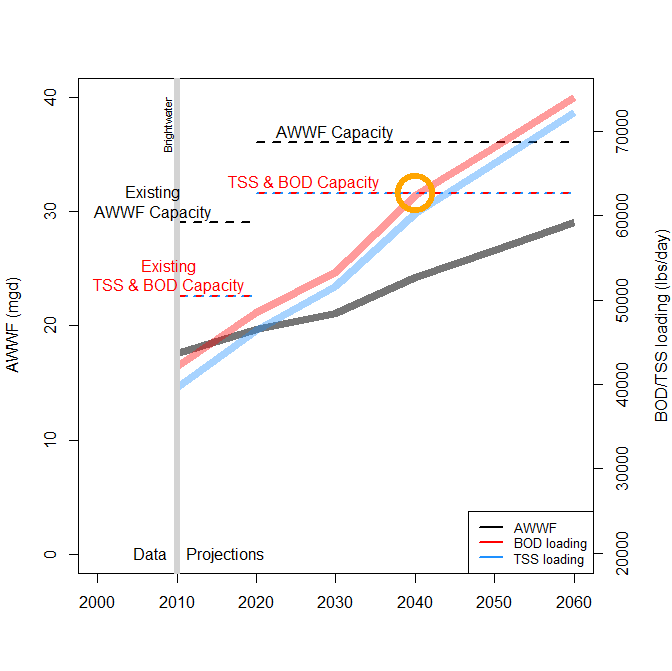 40
30
20
10
0
AWWF (mgd)
Brightwater
AWWF Capacity
TSS & BOD Capacity
Existing
AWWF Capacity
Existing
TSS & BOD Capacity
Data
Projections
AWWF
BOD loading
TSS loading
70000
60000
50000
40000
30000
20000
BOD/TSS loading (lbs/day)
2000 2010 2020 2030 2040 2050 2060